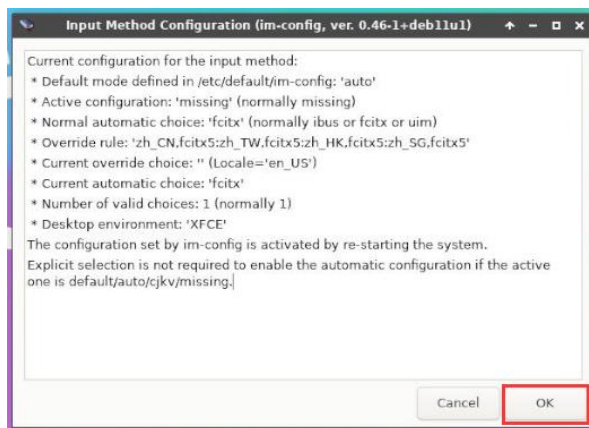 Input Method Configuration (im-config, ver. 0.46-1+deb11u1)
Current configuration for the input method:
* Default mode defined in /etc/default/im-config: 'auto'
* Active configuration: 'missing' (normally missing)
* Normal automatic choice: 'fcitx' (normally ibus or fcitx or uim)
* Override rule: 'zh_CN,fcitx5:zh_TW,fcitx5:zh_HK,fcitx5:zh_SG,fcitx5'
* Current override choice: '' (Locale='en_US')
* Current automatic choice: 'fcitx'
* Number of valid choices: 1 (normally 1)
* Desktop environment: 'XFCE'
The configuration set by im-config is activated by re-starting the system.
Explicit selection is not required to enable the automatic configuration if the active
one is default/auto/cjkv/missing.
Cancel
OK